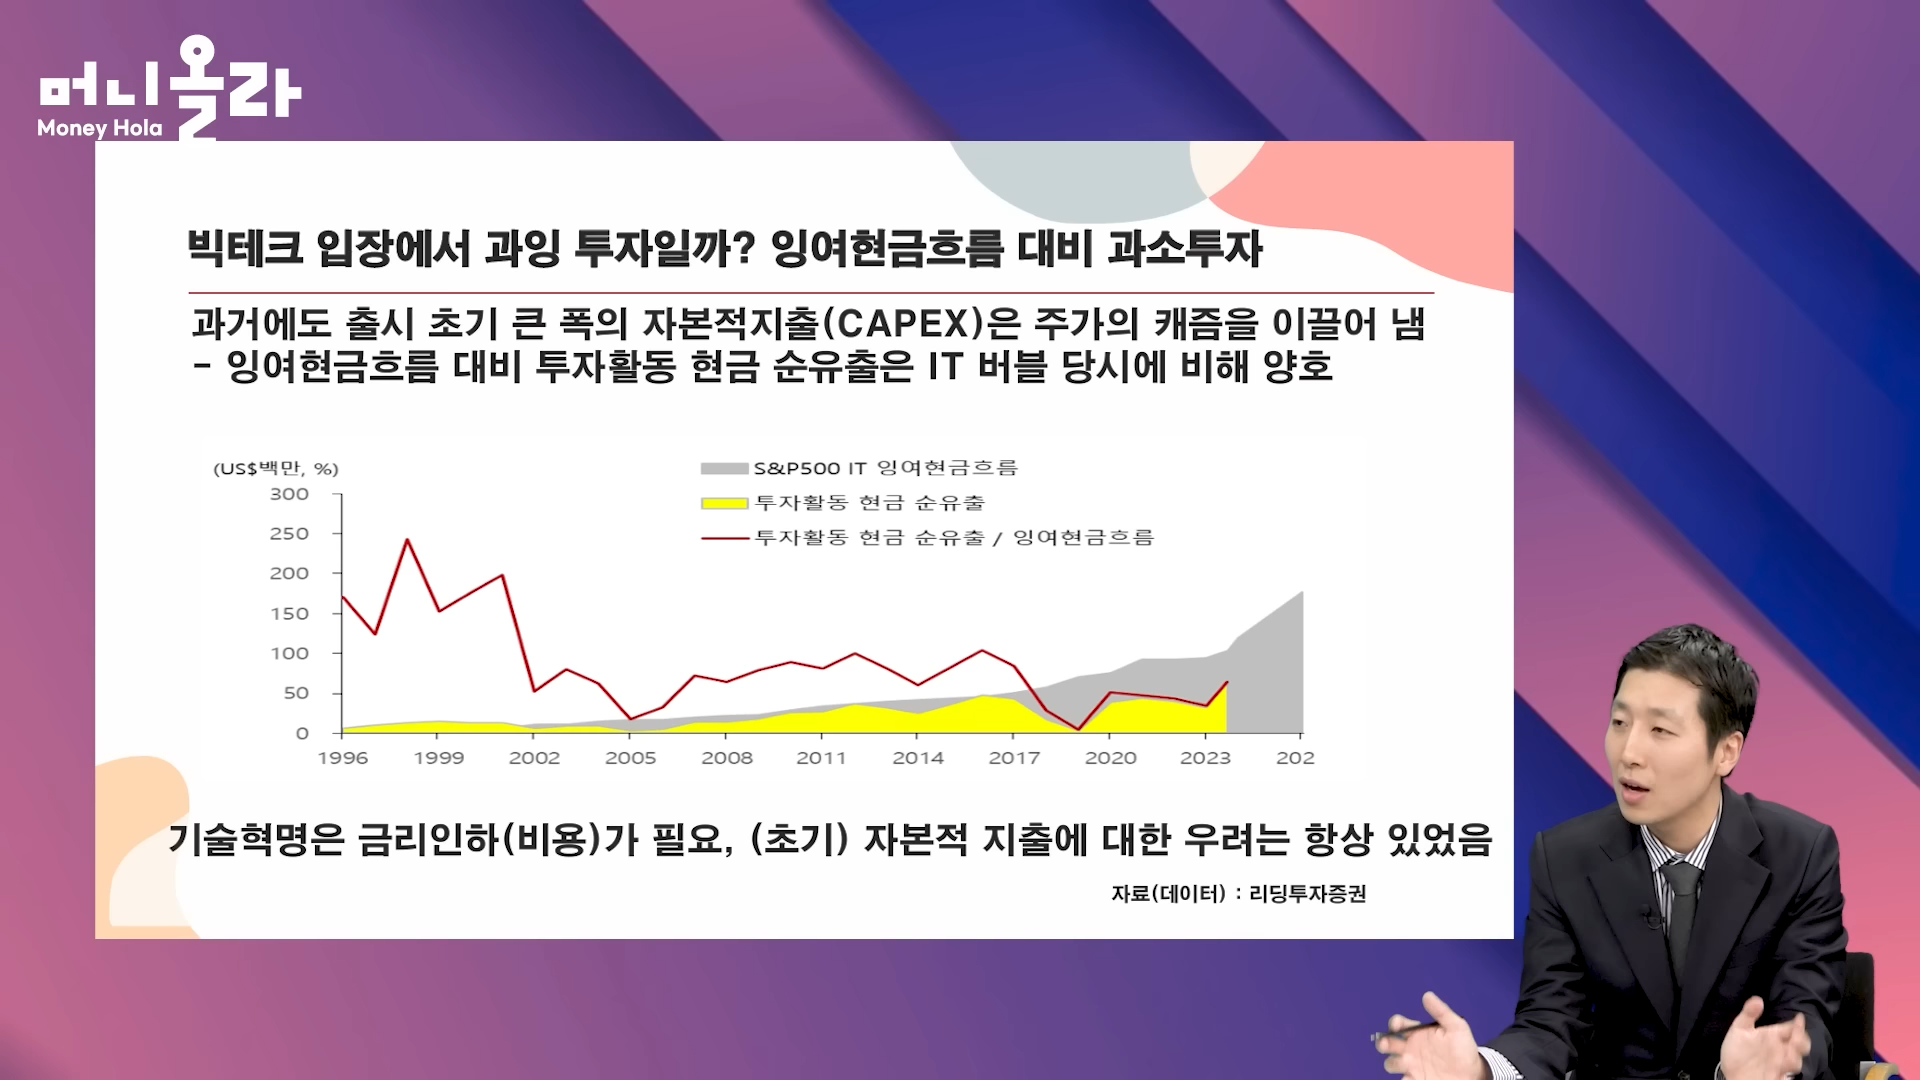 머니올라
Money Hola
빅테크 입장에서 과잉 투자일까? 잉여현금흐름 대비 과소투자
과거에도 출시 초기 큰 폭의 자본적지출(CAPEX)은 주가의 캐즘을 이끌어 냄
- 잉여현금흐름 대비 투자활동 현금 순유출은 IT 버블 당시에 비해 양호
(US$백만, %)
S&P500 IT 잉여현금흐름
투자활동 현금 순유출
투자활동 현금 순유출 / 잉여현금흐름
300
250
200
150
100
50
0
1996 1999 2002 2005 2008 2011 2014 2017 2020 2023 202
기술혁명은 금리인하(비용)가 필요, (초기) 자본적 지출에 대한 우려는 항상 있었음
자료(데이터) : 리딩투자증권